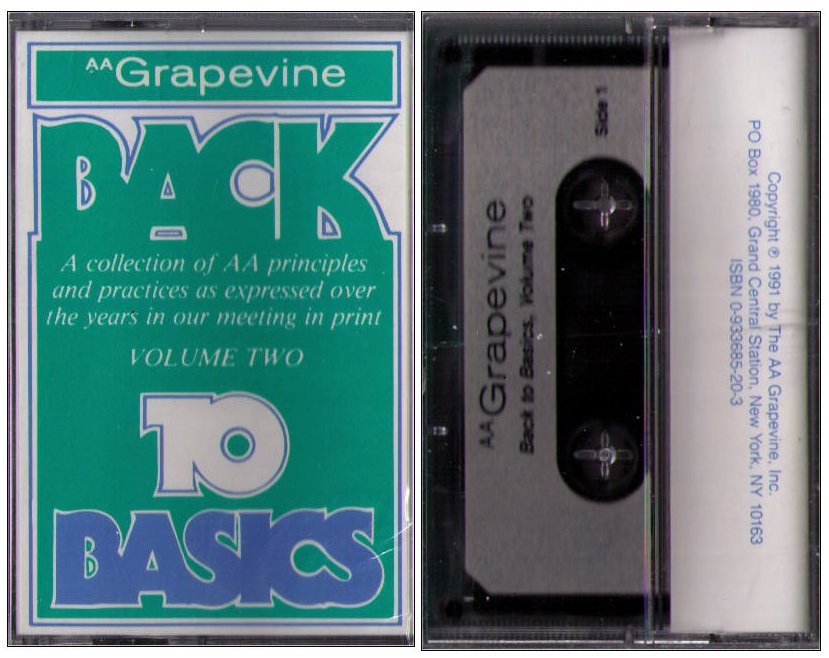 AA Grapevine
BACK
A collection of AA principles
and practices as expressed over
the years in our meeting in print
VOLUME TWO
TO
BASICS
AA Grapevine
Back to Basics, Volume Two
Side 1
Copyright ℗ 1991 by The AA Grapevine, Inc.
PO Box 1980, Grand Central Station, New York, NY 10163
ISBN 0-933685-20-3